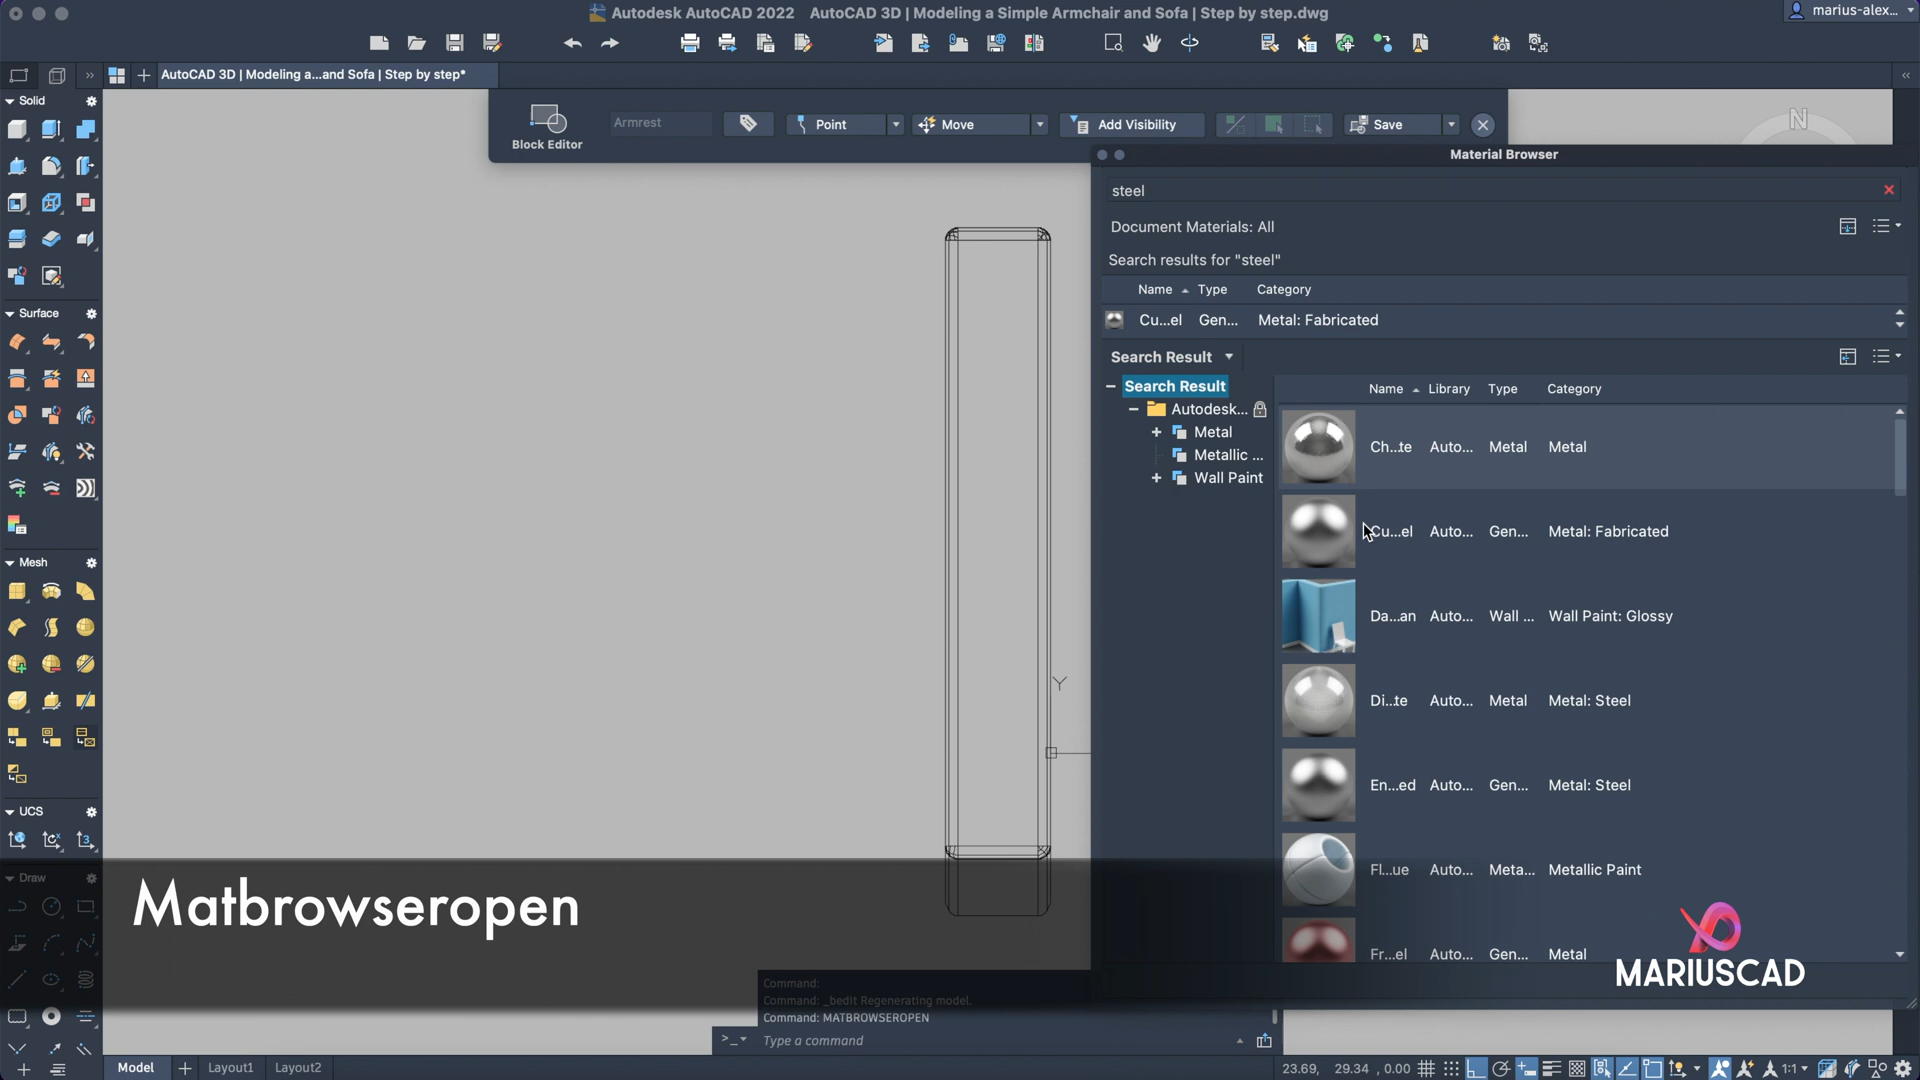 Autodesk AutoCAD 2022 AutoCAD 3D | Modeling a Simple Armchair and Sofa | Step by step.dwg
marius-alex...
AutoCAD 3D | Modeling a...and Sofa | Step by step*
Solid
Block Editor
Armrest
Point
Move
Add Visibility
Save
N
Material Browser
steel
Document Materials: All
Search results for "steel"
Name Type Category
Cu...el Gen... Metal: Fabricated
Surface
Search Result
Search Result
Autodesk...
Metal
Metallic ...
Wall Paint
Name Library Type Category
Ch...te Auto... Metal Metal
Cu...el Auto... Gen... Metal: Fabricated
Da...an Auto... Wall ... Wall Paint: Glossy
Di...te Auto... Metal Metal: Steel
En...ed Auto... Gen... Metal: Steel
Fl...ue Auto... Meta... Metallic Paint
Fr...el Auto... Gen... Metal
Mesh
Y
UCS
Draw
Matbrowseropen
MARIUSCAD
Command:
Command: _bedit Regenerating model.
Command: MATBROWSEROPEN
>_ Type a command
Model Layout1 Layout2
23.69, 29.34 , 0.00
1:1